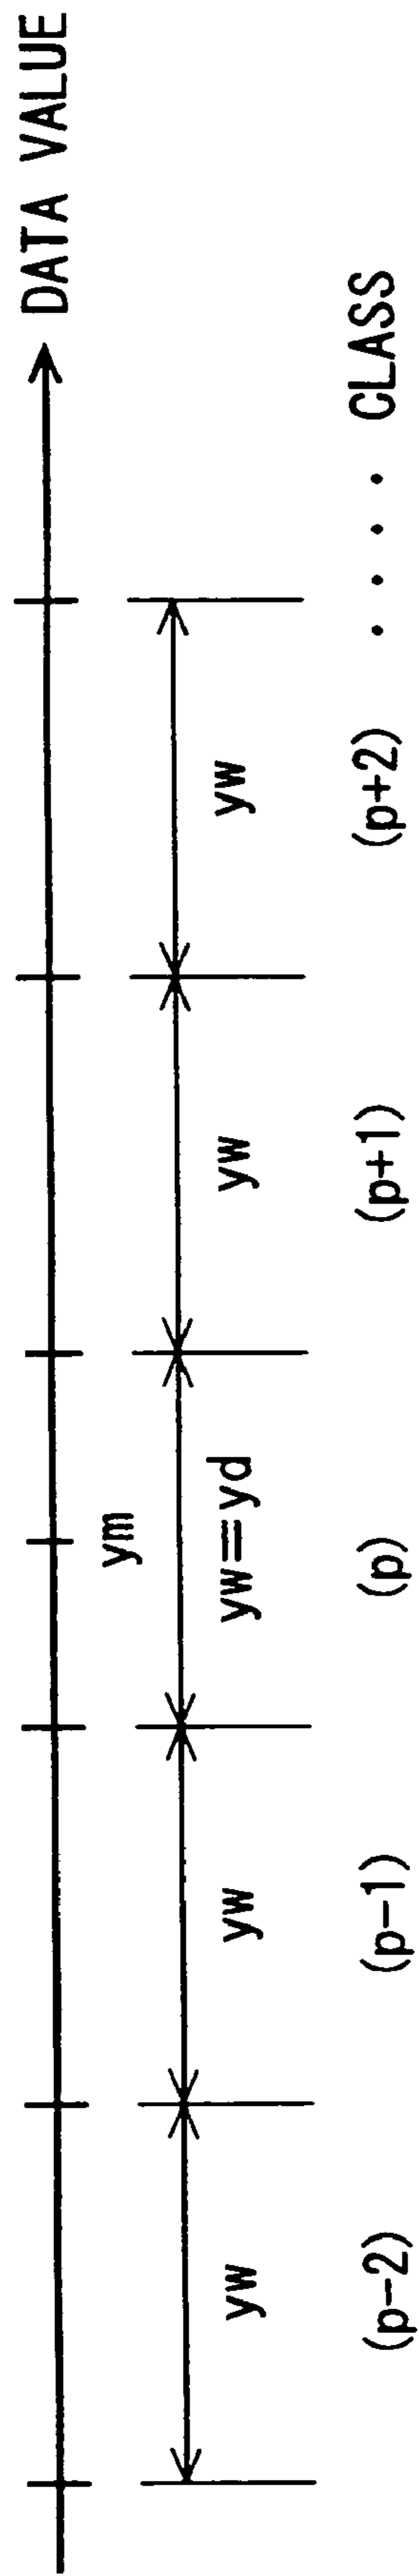 DATA VALUE
ym
yw yw yw=yd yw yw
(p-2) (p-1) (p) (p+1) (p+2) . . . . CLASS